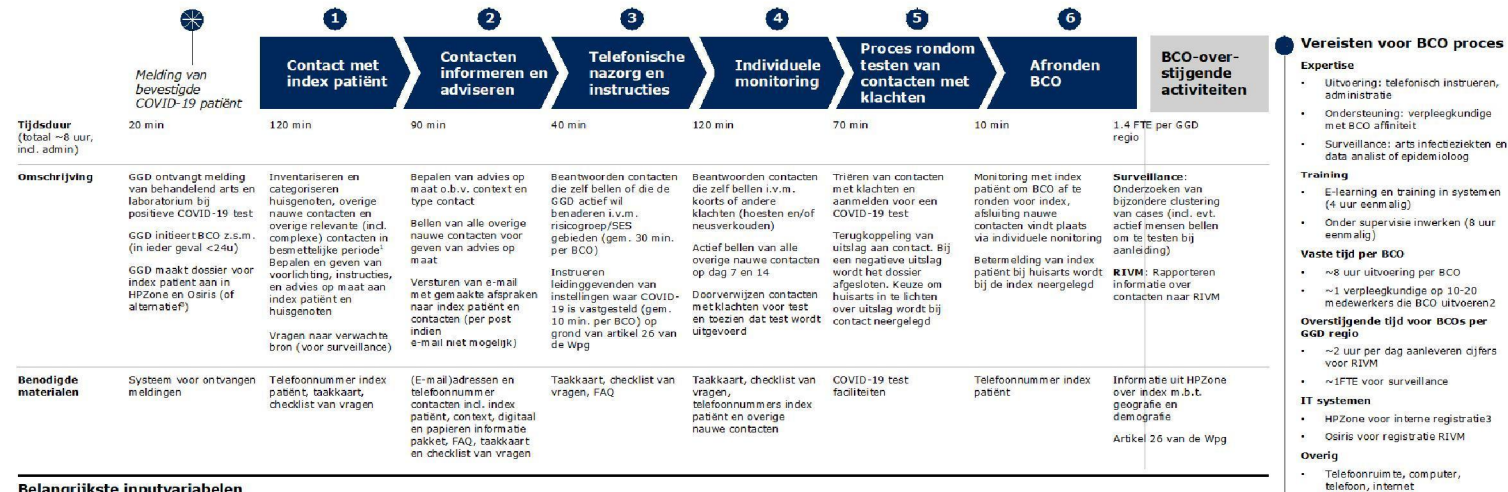 1
2
3
4
5
6
Melding van
bevestigde
COVID-19 patiënt
Contact met
index patiënt
Contacten
informeren en
adviseren
Telefonische
nazorg en
instructies
Individuele
monitoring
Proces rondom
testen van
contacten met
klachten
Afronden
BCO
BCO-over-
stijgende
activiteiten
Tijdsduur
(totaal ~8 uur,
incl. admin)
20 min
120 min
90 min
40 min
120 min
70 min
10 min
1.4 FTE per GGD
regio
Omschrijving
GGD ontvangt melding
van behandelend arts en
laboratorium bij
positieve COVID-19 test
GGD initieert BCO z.s.m.
(in ieder geval <24u)
GGD maakt dossier voor
index patient aan in
HPZone en Osiris (of
alternatief³)
Inventariseren en
categoriseren
huisgenoten, overige
nauwe contacten en
overige relevante (incl.
complexe) contacten in
besmettelijke periode¹
Bepalen en geven van
voorlichting, instructies,
en advies op maat aan
index patiënt en
huisgenoten
Vragen naar verwachte
bron (voor surveillance)
Bepalen van advies op
maat o.b.v. context en
type contact
Bellen van alle overige
nauwe contacten voor
geven van advies op
maat
Versturen van e-mail
met gemaakte afspraken
naar index patiënt en
contacten (per post
indien
e-mail niet mogelijk)
Beantwoorden contacten
die zelf bellen of die de
GGD actief wil
benaderen i.v.m.
risicogroep/SES
gebieden (gem. 30 min.
per BCO)
Instrueren
leidinggevenden van
instellingen waar COVID-
19 is vastgesteld (gem.
10 min. per BCO) op
grond van artikel 26 van
de Wpg
Beantwoorden contacten
die zelf bellen i.v.m.
koorts of andere
klachten (hoesten en/of
neusverkouden)
Actief bellen van alle
overige nauwe contacten
op dag 7 en 14
Doorverwijzen contacten
met klachten voor test
en toezien dat test wordt
uitgevoerd
Triëren van contacten
met klachten en
aanmelden voor een
COVID-19 test
Terugkoppeling van
uitslag aan contact. Bij
een negatieve uitslag
wordt het dossier
afgesloten. Keuze om
huisarts in te lichten
over uitslag wordt bij
contact neergelegd
Monitoring met index
patiënt om BCO af te
ronden voor index,
afsluiting nauwe
contacten vindt plaats
via individuele nonitoring
Betermelding van index
patiënt bij huisarts wordt
bij de index neergelegd
Surveillance:
Onderzoeken van
bijzondere clustering
van cases (incl. evt.
actief mensen bellen
om te testen bij
aanleiding)
RIVM: Rapporteren
informatie over
contacten naar RIVM
Benodigde
materialen
Systeem voor ontvangen
meldingen
Telefoonnummer index
patiënt, taakkaart,
checklist van vragen
(E-mail)adressen en
telefoonnummer
contacten incl. index
patiënt, context, digitaal
en papieren informatie
pakket, FAQ, taakkaart
en checklist van vragen
Taakkaart, checklist van
vragen, FAQ
Taakkaart, checklist van
vragen,
telefoonnummers index
patiënt en overige
nauwe contacten
COVID-19 test
faciliteiten
Telefoonnummer index
patiënt
Informatie uit HPZone
over index m.b.t.
geografie en
demografie
Artikel 26 van de Wpg
Belangrijkste inputvariabelen
Vereisten voor BCO proces
Expertise
• Uitvoering: telefonisch instrueren,
administratie
• Ondersteuning: verpleegkundige
met BCO affiniteit
• Surveillance: arts infectieziekten en
data analist of epidemioloog
Training
• E-learning en training in systemen
(4 uur eenmalig)
• Onder supervisie inwerken (8 uur
eenmalig)
Vaste tijd per BCO
• ~8 uur uitvoering per BCO
• ~1 verpleegkundige op 10-20
medewerkers die BCO uitvoeren2
Overstijgende tijd voor BCOs per
GGD regio
• ~2 uur per dag aanleveren cijfers
voor RIVM
• ~1FTE voor surveillance
IT systemen
• HPZone voor interne registratie3
• Osiris voor registratie RIVM
Overig
• Telefoonruimte, computer,
telefoon, internet